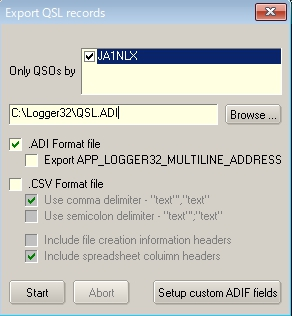 Export QSL records
JA1NLX
Only QSOs by
C:\Logger32\QSL.ADI
Browse ...
.ADI Format file
Export APP_LOGGER32_MULTILINE_ADDRESS
.CSV Format file
Use comma delimiter - "text'";"text"
Use semicolon delimiter - "text'";"text"
Include file creation information headers
Include spreadsheet coluimn headers
Start
Abort
Setup custom ADIF fields